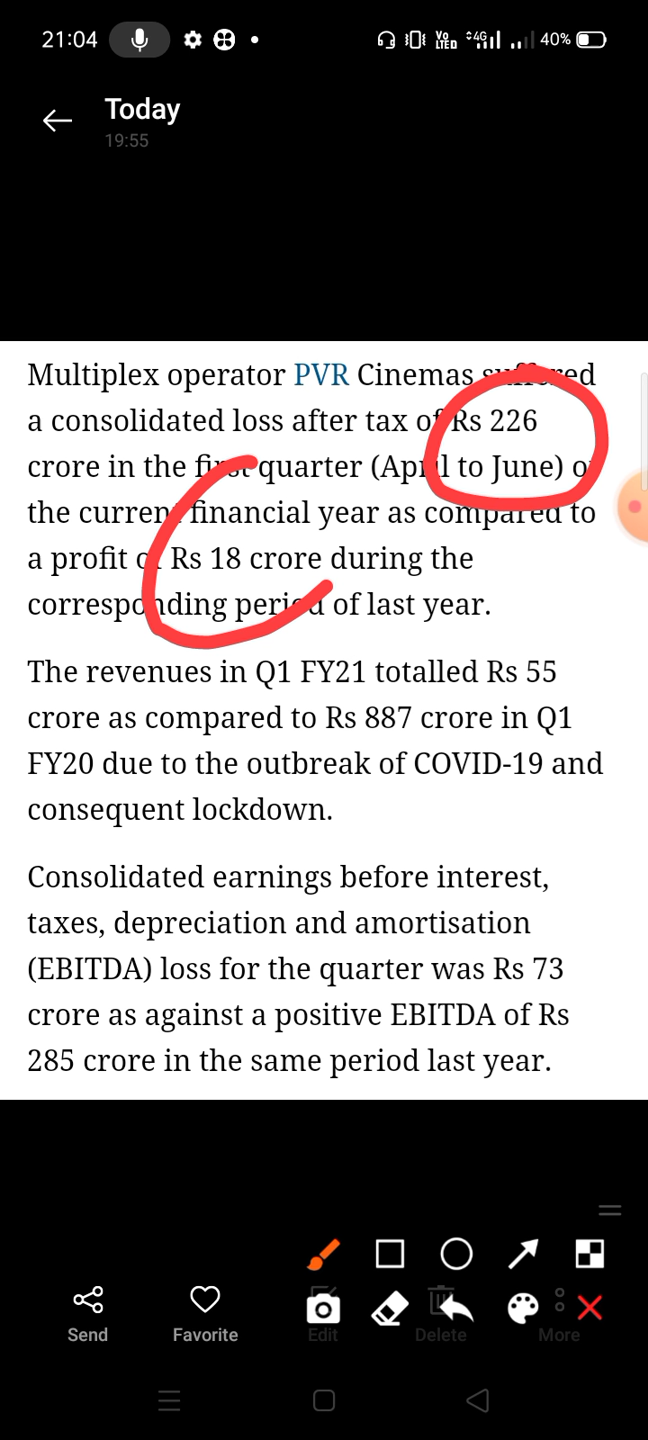 21:04
Vo
LTED
4G
40%
Today
19:55
Multiplex operator PVR Cinemas suffered
a consolidated loss after tax of Rs 226
crore in the first quarter (April to June) of
the current financial year as compared to
a profit of Rs 18 crore during the
corresponding period of last year.
The revenues in Q1 FY21 totalled Rs 55
crore as compared to Rs 887 crore in Q1
FY20 due to the outbreak of COVID-19 and
consequent lockdown.
Consolidated earnings before interest,
taxes, depreciation and amortisation
(EBITDA) loss for the quarter was Rs 73
crore as against a positive EBITDA of Rs
285 crore in the same period last year.
Send
Favorite
Edit
Delete
More